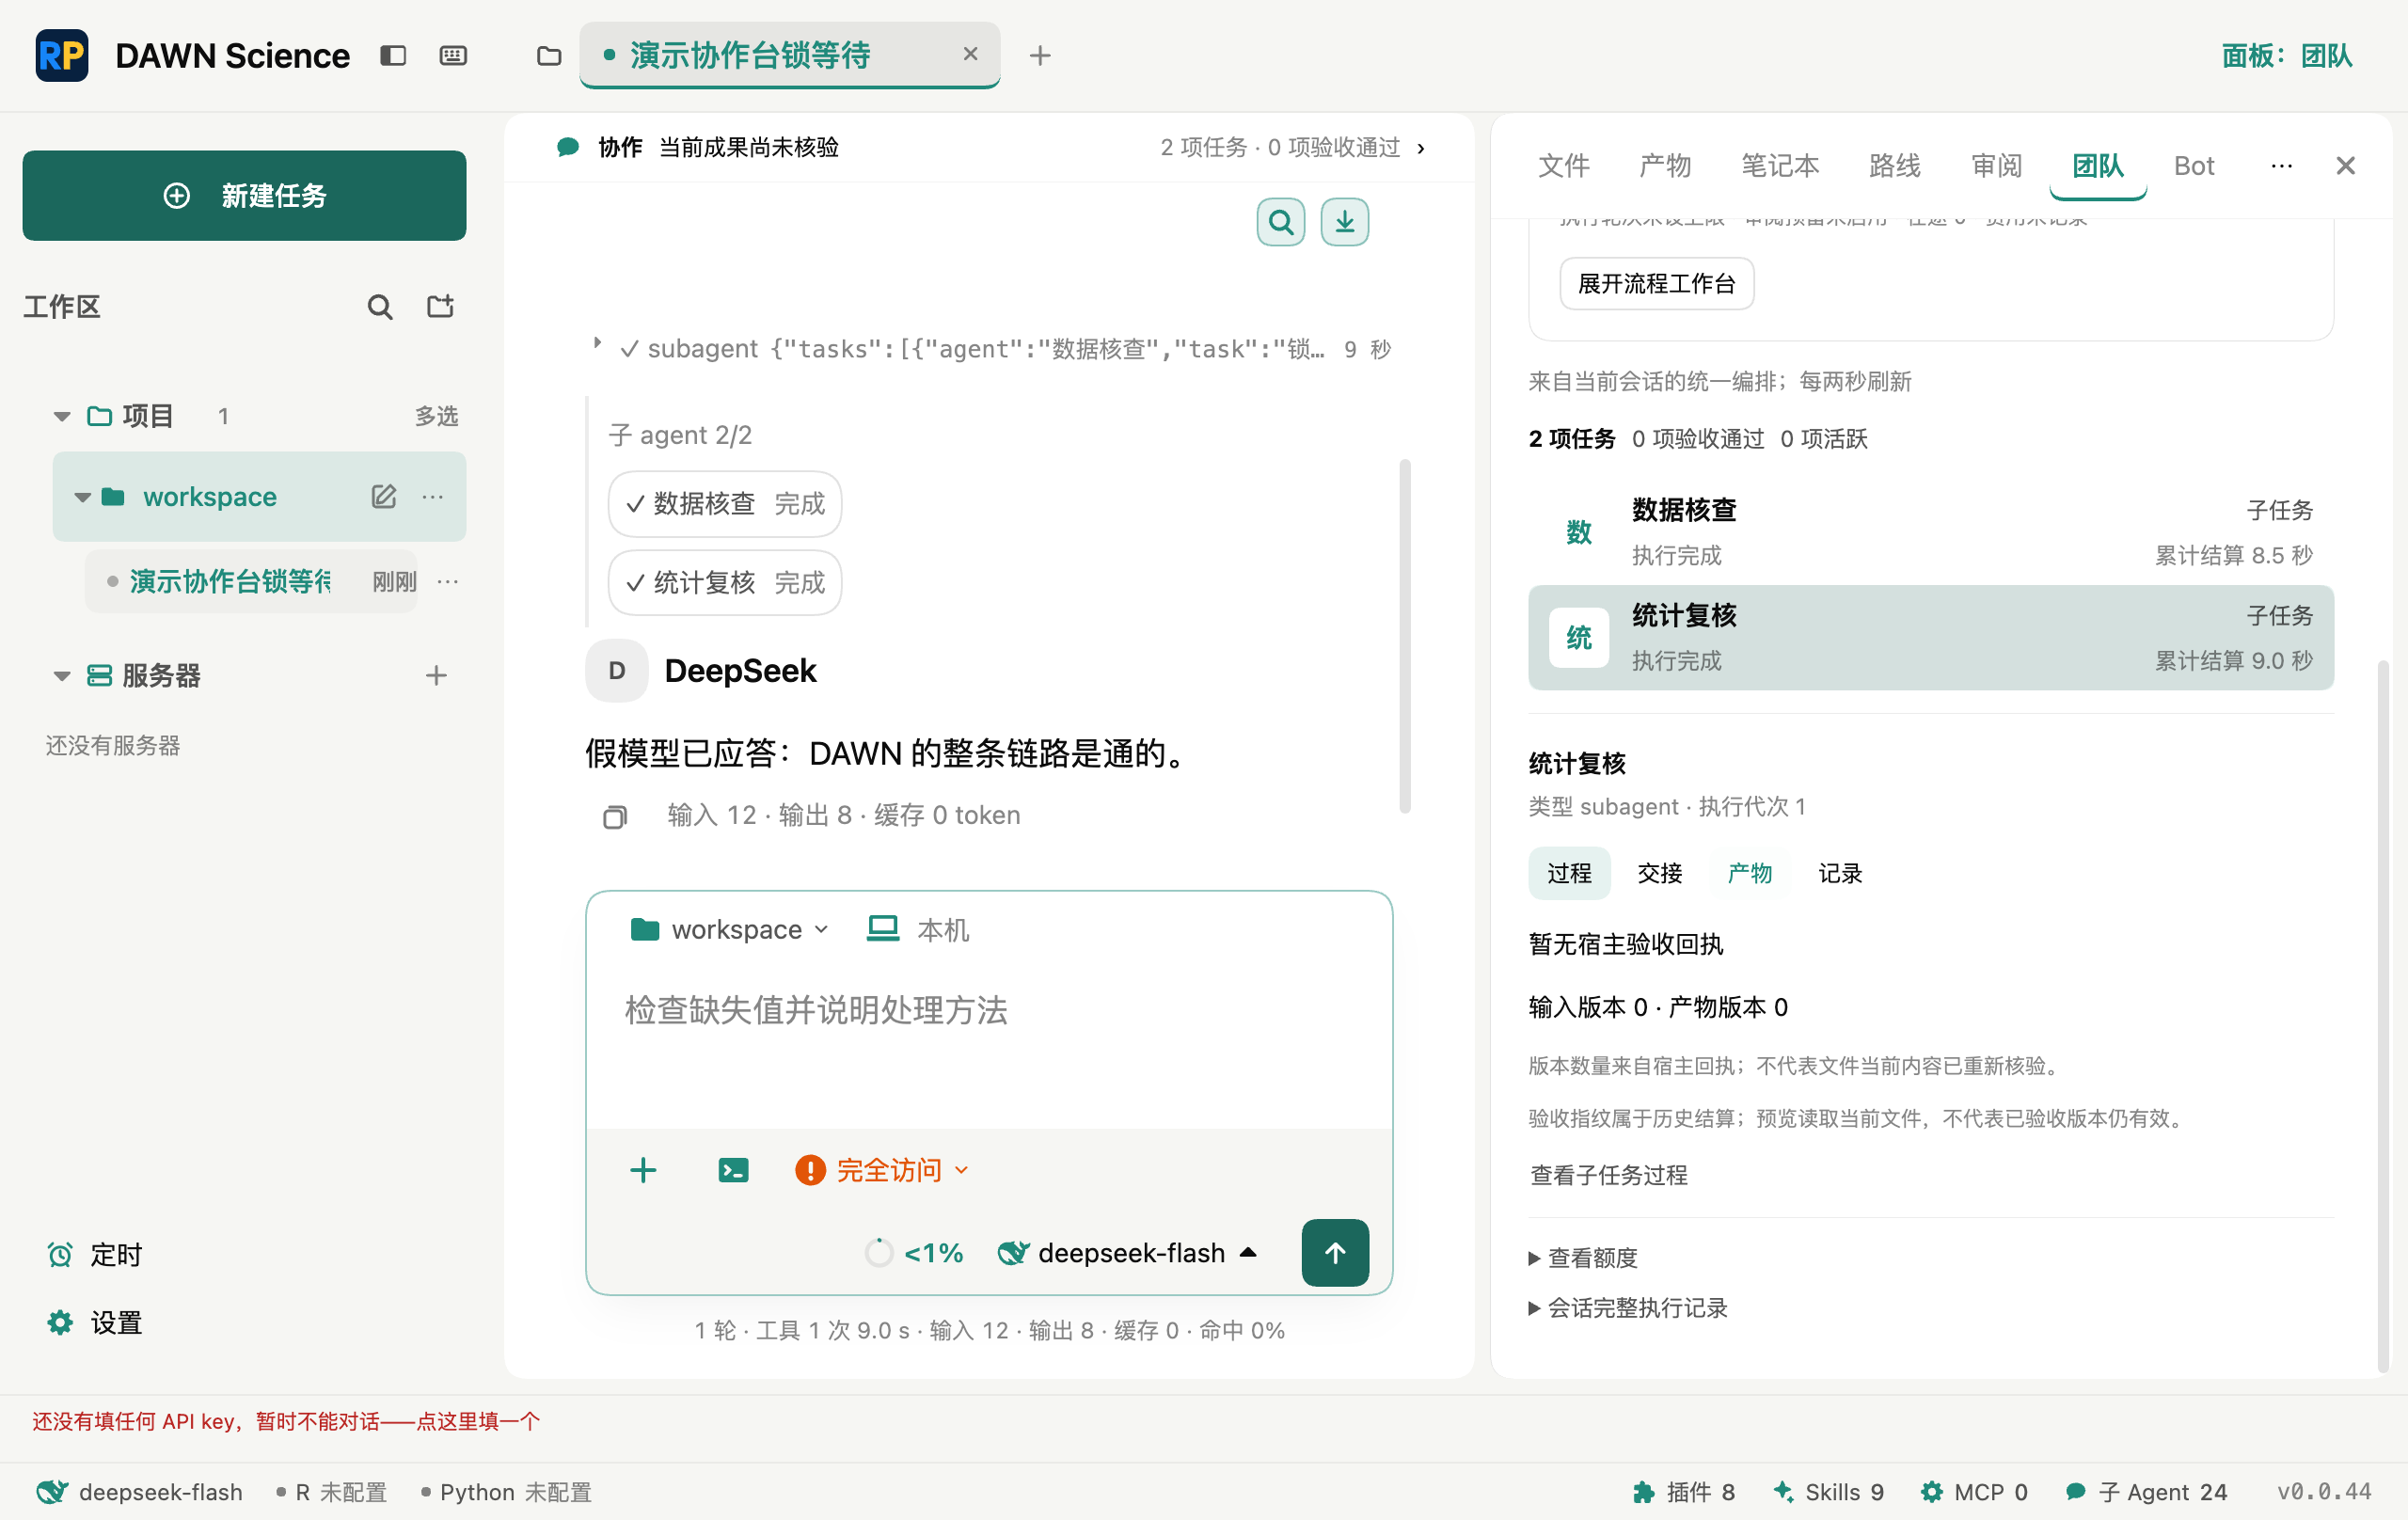 RP DAWN Science
演示协作台锁等待
面板：团队
新建任务
工作区
项目 1 多选
workspace
演示协作台锁等待 刚刚
服务器
还没有服务器
定时
设置
协作 当前成果尚未核验
2 项任务 · 0 项验收通过
subagent {"tasks":[{"agent":"数据核查","task":"锁… 9 秒
子 agent 2/2
数据核查 完成
统计复核 完成
D DeepSeek
假模型已应答：DAWN 的整条链路是通的。
输入 12 · 输出 8 · 缓存 0 token
workspace 本机
检查缺失值并说明处理方法
完全访问
<1% deepseek-flash
1 轮 · 工具 1 次 9.0 s · 输入 12 · 输出 8 · 缓存 0 · 命中 0%
文件 产物 笔记本 路线 审阅 团队 Bot
展开流程工作台
来自当前会话的统一编排；每两秒刷新
2 项任务 0 项验收通过 0 项活跃
数 数据核查 子任务
执行完成 累计结算 8.5 秒
统 统计复核 子任务
执行完成 累计结算 9.0 秒
统计复核
类型 subagent · 执行代次 1
过程 交接 产物 记录
暂无宿主验收回执
输入版本 0 · 产物版本 0
版本数量来自宿主回执；不代表文件当前内容已重新核验。
验收指纹属于历史结算；预览读取当前文件，不代表已验收版本仍有效。
查看子任务过程
查看额度
会话完整执行记录
还没有填任何 API key，暂时不能对话——点这里填一个
deepseek-flash R 未配置 Python 未配置
插件 8 Skills 9 MCP 0 子 Agent 24 v0.0.44